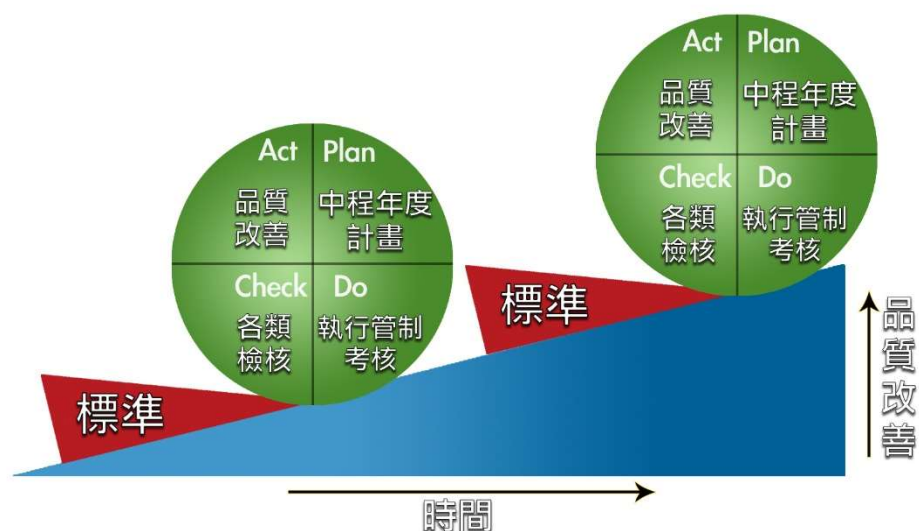 Act Plan
品質
改善
中程年度
計畫
Check Do
各類
檢核
執行管制
考核
標準
Act Plan
品質
改善
中程年度
計畫
Check Do
各類
檢核
執行管制
考核
標準
品質改善
時間